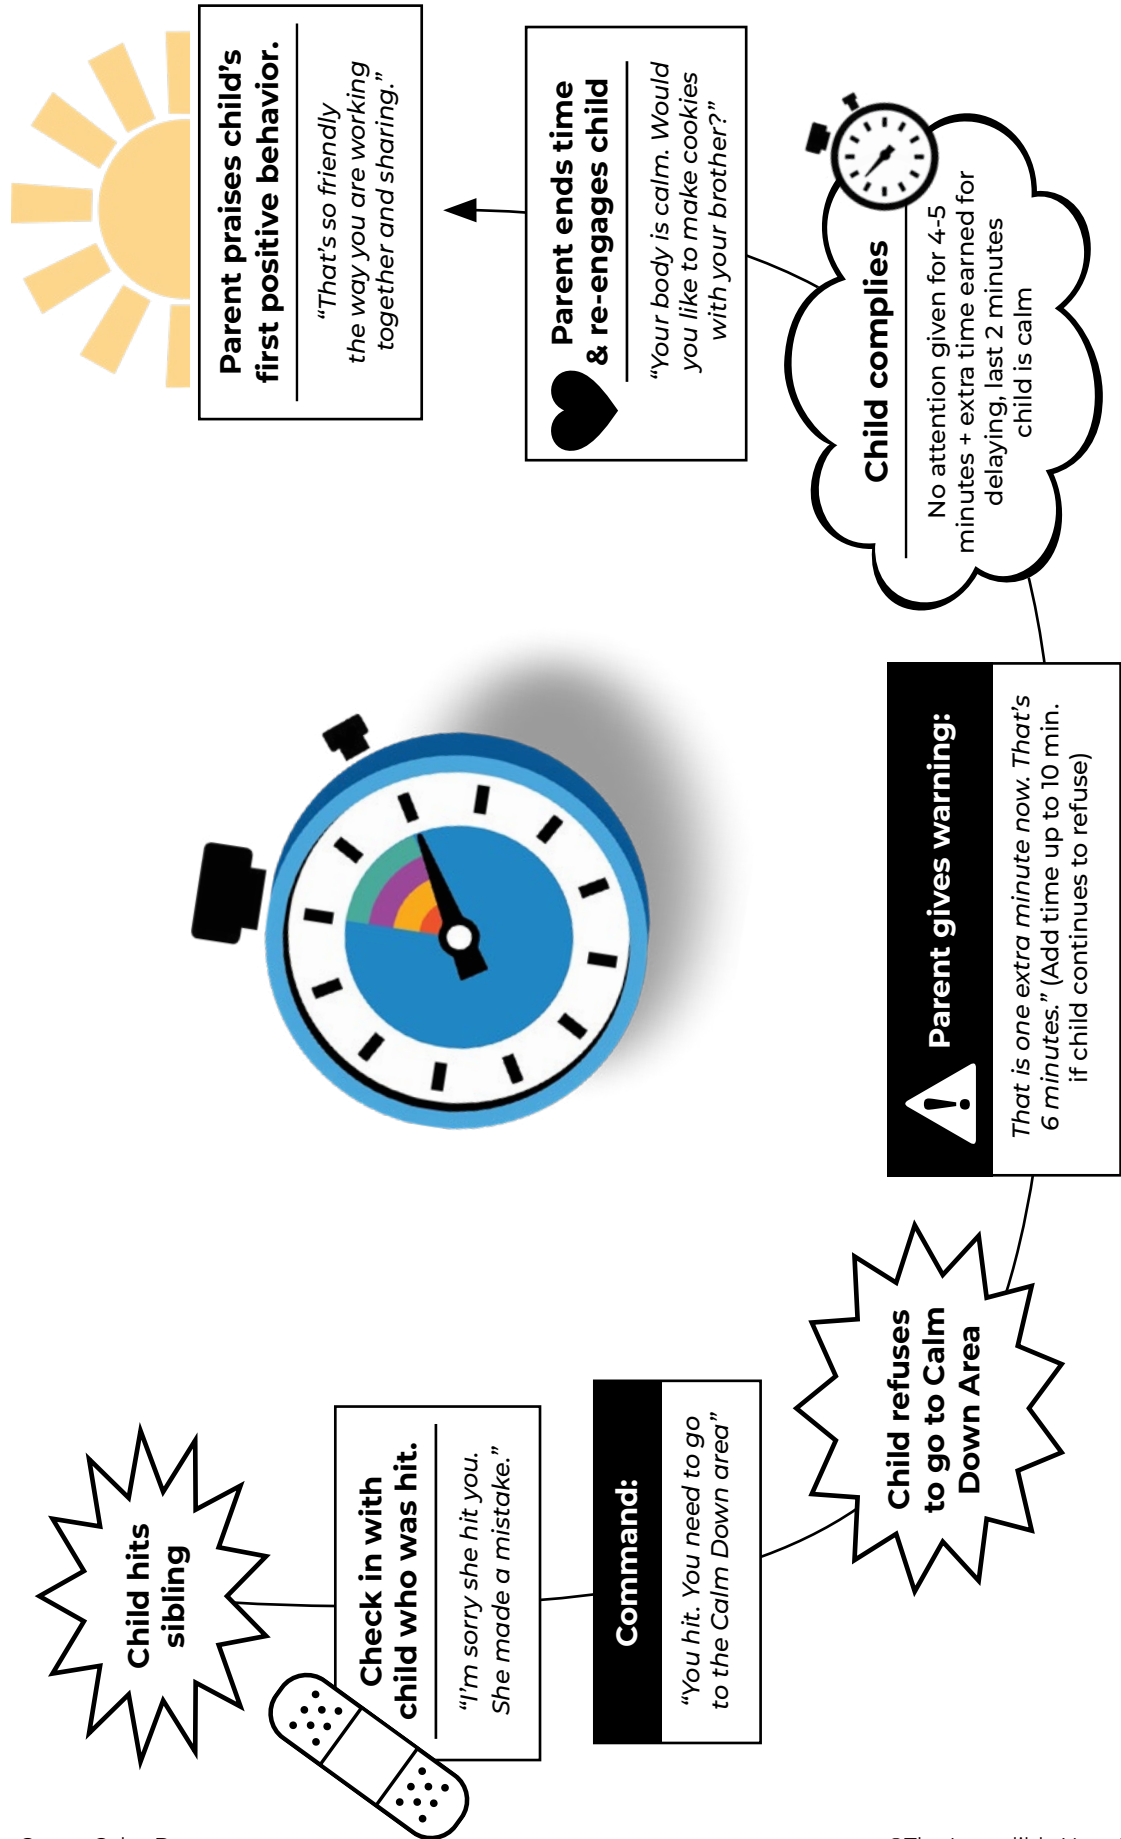 Child hits
sibling
Check in with
child who was hit.
“I’m sorry she hit you.
She made a mistake.”
Command:
“You hit. You need to go
to the Calm Down area”
Child refuses
to go to Calm
Down Area
Parent gives warning:
That is one extra minute now. That’s
6 minutes.” (Add time up to 10 min.
if child continues to refuse)
Child complies
No attention given for 4-5
minutes + extra time earned for
delaying, last 2 minutes
child is calm
Parent ends time
& re-engages child
“Your body is calm. Would
you like to make cookies
with your brother?”
Parent praises child’s
first positive behavior.
“That’s so friendly
the way you are working
together and sharing.”